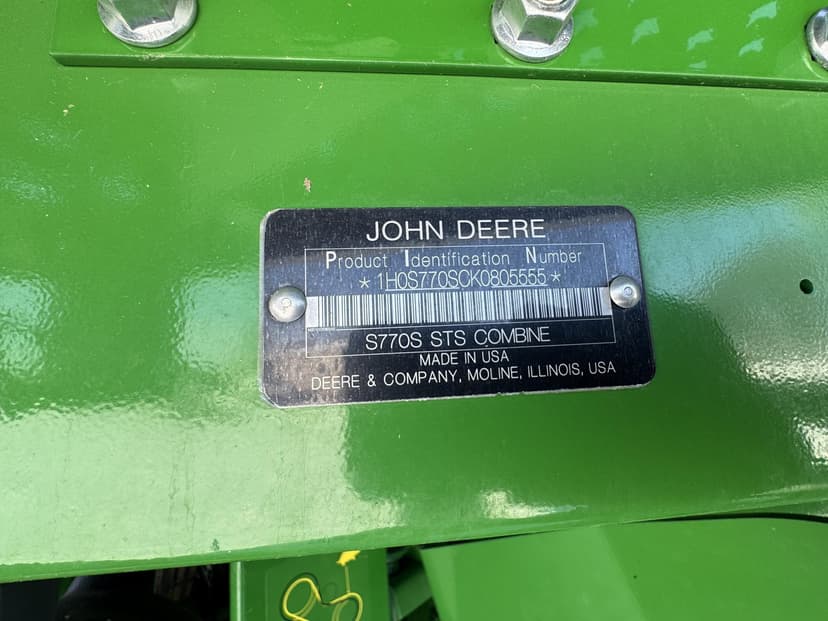 JOHN DEERE
Product Identification Number
*1H0S770SCK0805555*
S770S STS COMBINE
MADE IN USA
DEERE & COMPANY, MOLINE, ILLINOIS, USA